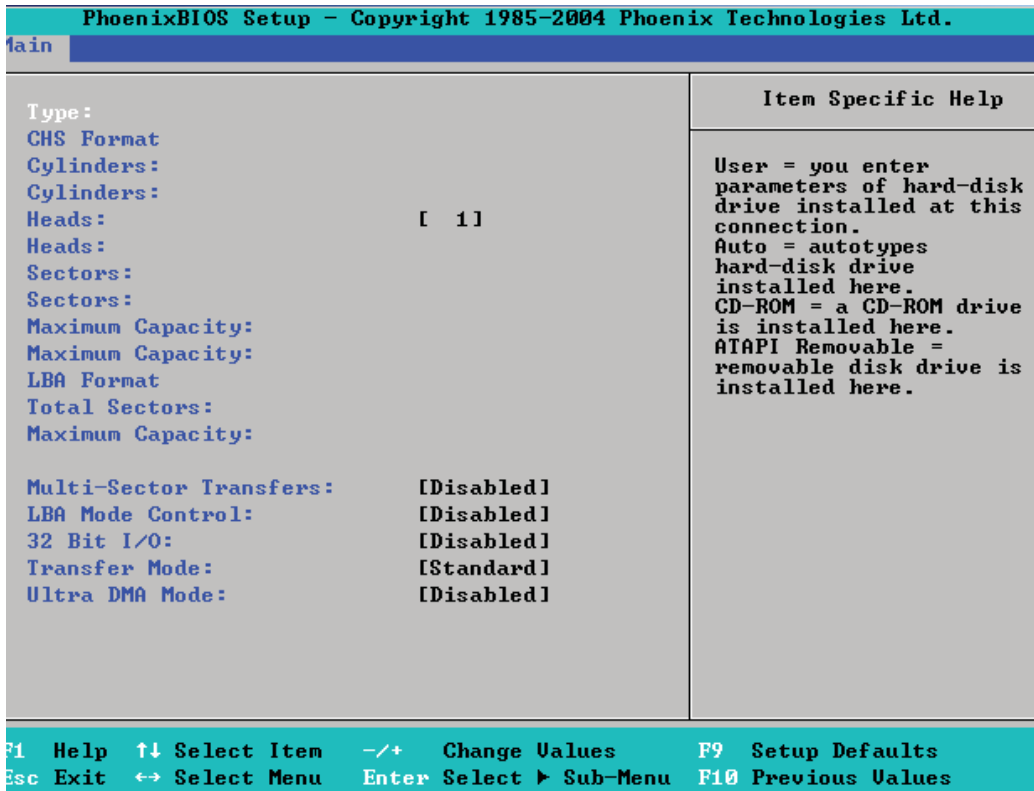 PhoenixBIOS Setup - Copyright 1985-2004 Phoenix Technologies Ltd.
Main
Type:
CHS Format
Cylinders:
Cylinders:
Heads: [ 1]
Heads:
Sectors:
Sectors:
Maximum Capacity:
Maximum Capacity:
LBA Format
Total Sectors:
Maximum Capacity:
Multi-Sector Transfers: [Disabled]
LBA Mode Control: [Disabled]
32 Bit I/O: [Disabled]
Transfer Mode: [Standard]
Ultra DMA Mode: [Disabled]
Item Specific Help
User = you enter
parameters of hard-disk
drive installed at this
connection.
Auto = autotypes
hard-disk drive
installed here.
CD-ROM = a CD-ROM drive
is installed here.
ATAPI Removable =
removable disk drive is
installed here.
F1 Help ↑↓ Select Item -/+ Change Values F9 Setup Defaults
Esc Exit ↔ Select Menu Enter Select ▶ Sub-Menu F10 Previous Values